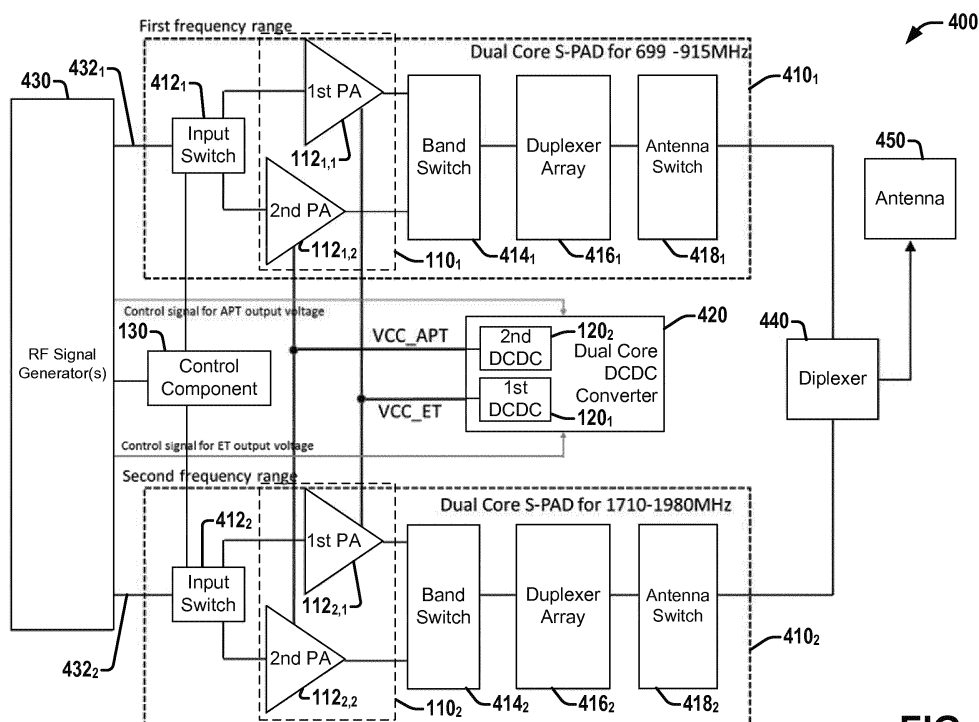 First frequency range
400
Dual Core S-PAD for 699 -915MHz
430
432₁
412₁
410₁
1st PA
Input
Switch
112₁,₁
Band
Switch
Duplexer
Array
Antenna
Switch
450
Antenna
2nd PA
112₁,₂
110₁
414₁
416₁
418₁
Control signal for APT output voltage
130
VCC_APT
120₂
420
2nd
DCDC
Dual Core
DCDC
Converter
440
RF Signal
Generator(s)
Control
Component
1st
DCDC
Diplexer
VCC_ET
120₁
Control signal for ET output voltage
Second frequency range
Dual Core S-PAD for 1710-1980MHz
412₂
1st PA
Input
Switch
112₂,₁
Band
Switch
Duplexer
Array
Antenna
Switch
410₂
432₂
2nd PA
112₂,₂
110₂
414₂
416₂
418₂
FIG